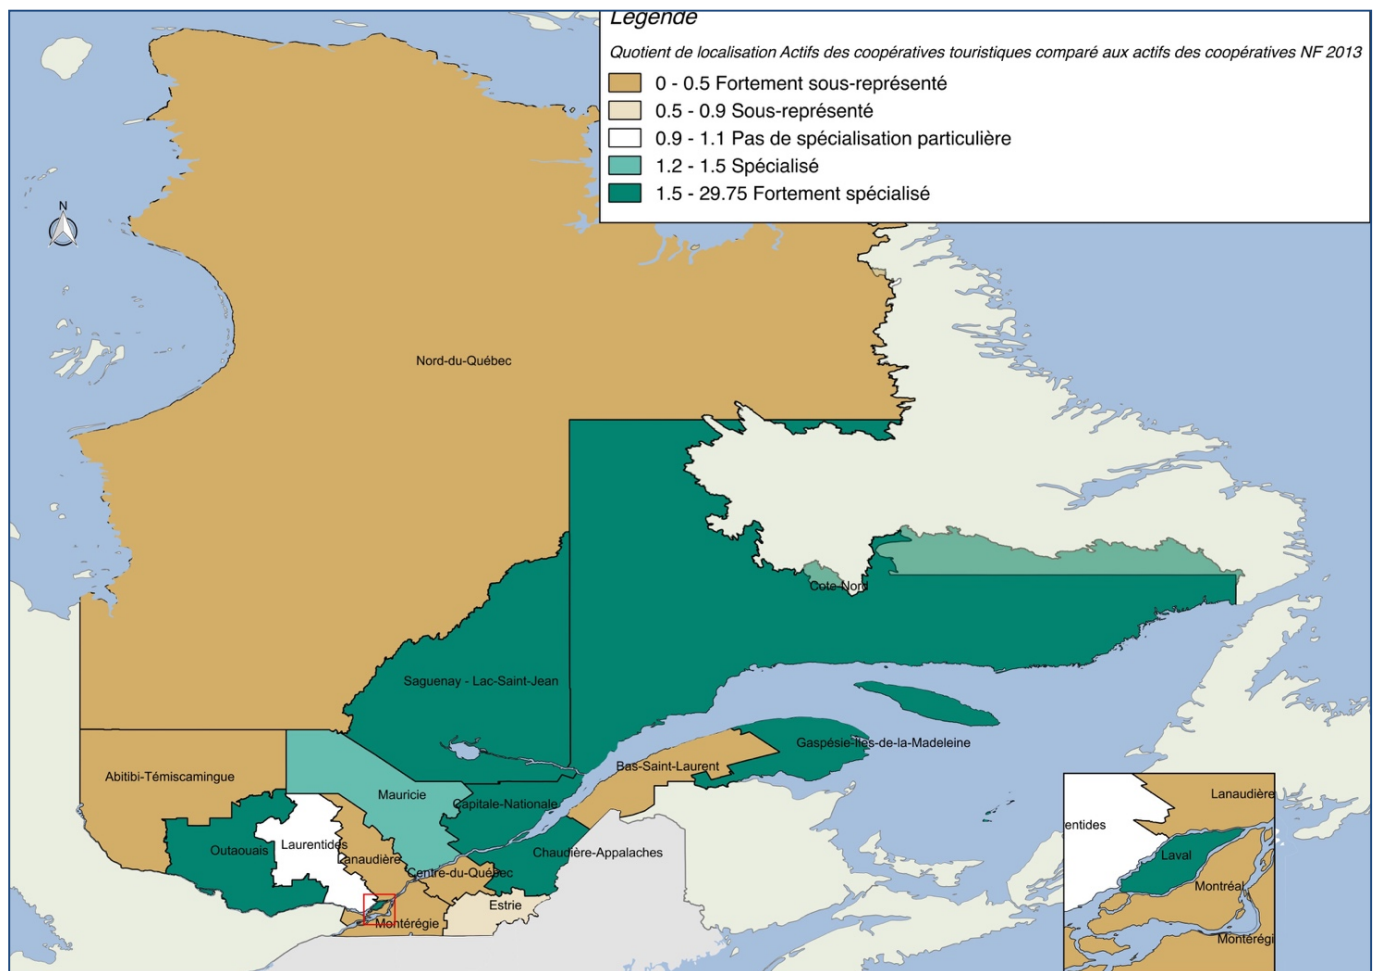 Légende
Quotient de localisation Actifs des coopératives touristiques comparé aux actifs des coopératives NF 2013
0 - 0.5 Fortement sous-représenté
0.5 - 0.9 Sous-représenté
0.9 - 1.1 Pas de spécialisation particulière
1.2 - 1.5 Spécialisé
1.5 - 29.75 Fortement spécialisé
N
Nord-du-Québec
Cote-Nord
Saguenay - Lac-Saint-Jean
Gaspésie-Iles-de-la-Madeleine
Bas-Saint-Laurent
Abitibi-Témiscamingue
Mauricie
Capitale-Nationale
Outaouais
Laurentides
Lanaudière
Chaudière-Appalaches
Centre-du-Québec
Estrie
Montérégie
Lanaudière
entides
Laval
Montréal
Montérégi